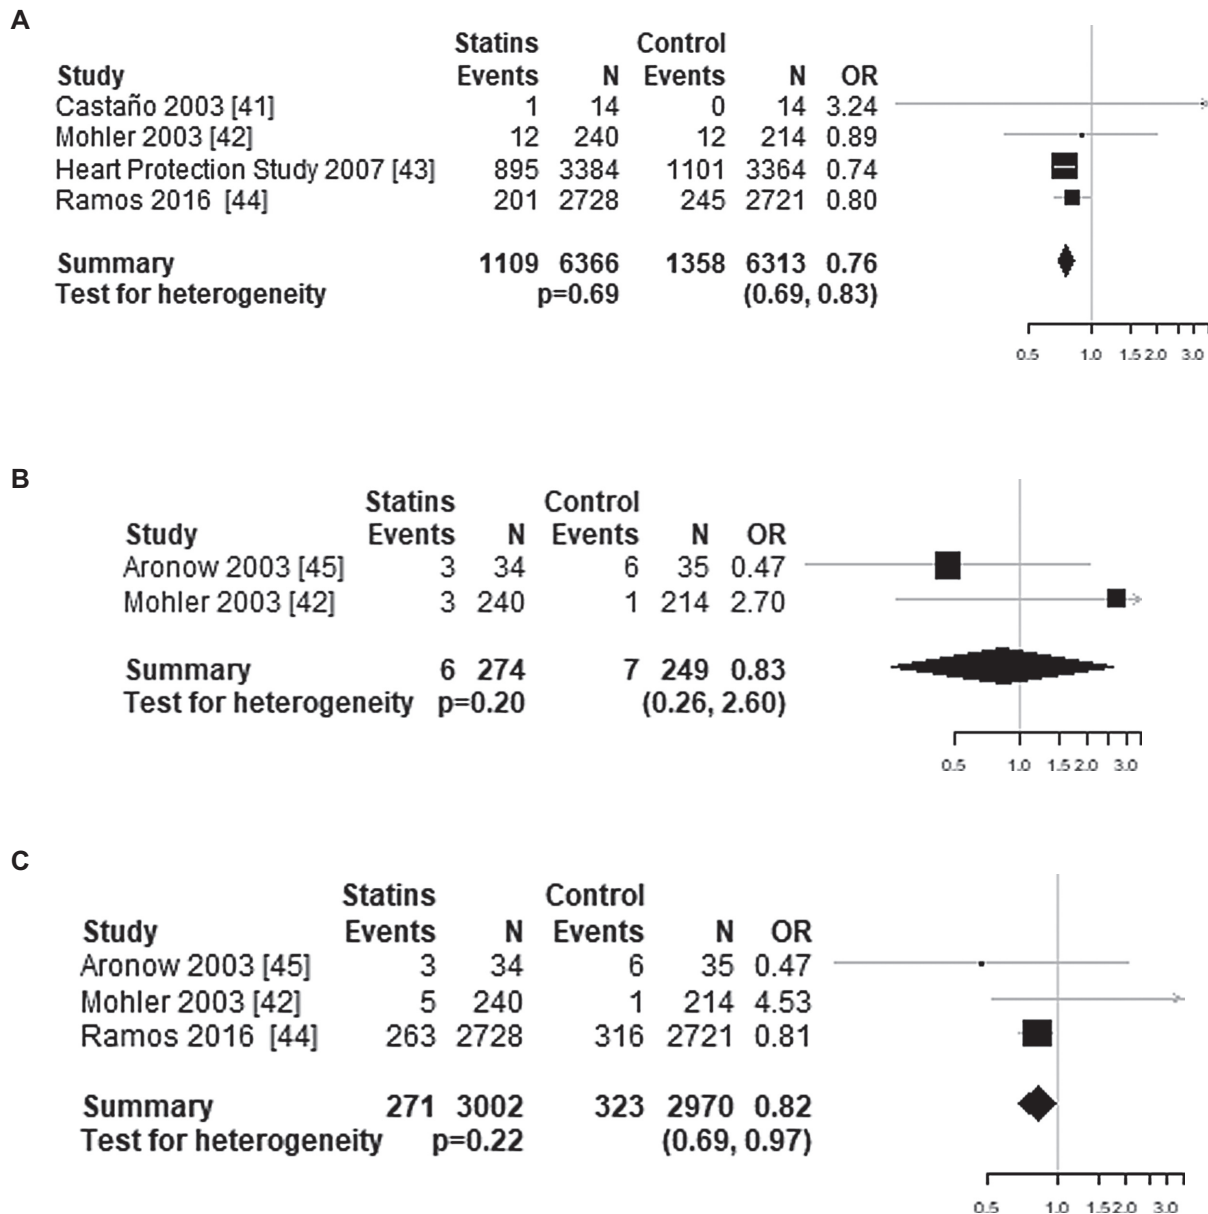 A
Statins Control
Study Events N Events N OR
Castaño 2003 [41] 1 14 0 14 3.24
Mohler 2003 [42] 12 240 12 214 0.89
Heart Protection Study 2007 [43] 895 3384 1101 3364 0.74
Ramos 2016 [44] 201 2728 245 2721 0.80
Summary 1109 6366 1358 6313 0.76
Test for heterogeneity p=0.69 (0.69, 0.83)
0.5 1.0 1.5 2.0 3.0
B
Statins Control
Study Events N Events N OR
Aronow 2003 [45] 3 34 6 35 0.47
Mohler 2003 [42] 3 240 1 214 2.70
Summary 6 274 7 249 0.83
Test for heterogeneity p=0.20 (0.26, 2.60)
0.5 1.0 1.5 2.0 3.0
C
Statins Control
Study Events N Events N OR
Aronow 2003 [45] 3 34 6 35 0.47
Mohler 2003 [42] 5 240 1 214 4.53
Ramos 2016 [44] 263 2728 316 2721 0.81
Summary 271 3002 323 2970 0.82
Test for heterogeneity p=0.22 (0.69, 0.97)
0.5 1.0 1.5 2.0 3.0